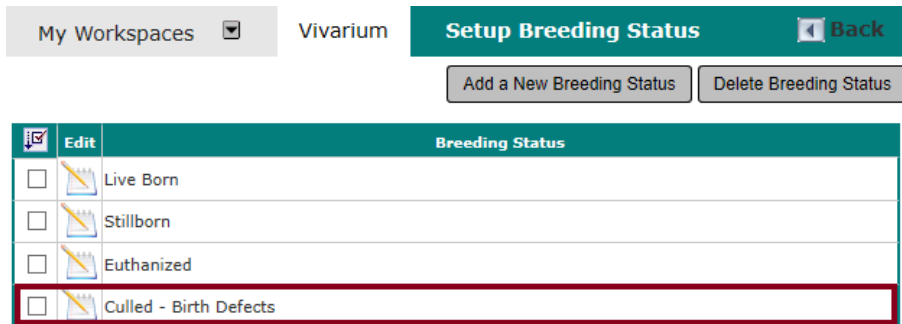 My Workspaces Vivarium Setup Breeding Status Back
Add a New Breeding Status Delete Breeding Status
Edit Breeding Status
Live Born
Stillborn
Euthanized
Culled - Birth Defects